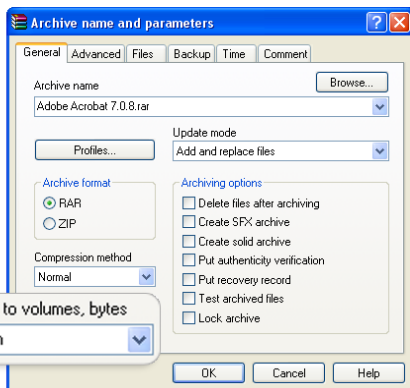 Archive name and parameters
General Advanced Files Backup Time Comment
Archive name
Browse...
Adobe Acrobat 7.0.8.rar
Update mode
Profiles...
Add and replace files
Archive format
RAR
ZIP
Compression method
Normal
Archiving options
Delete files after archiving
Create SFX archive
Create solid archive
Put authenticity verification
Put recovery record
Test archived files
Lock archive
to volumes, bytes
OK Cancel Help